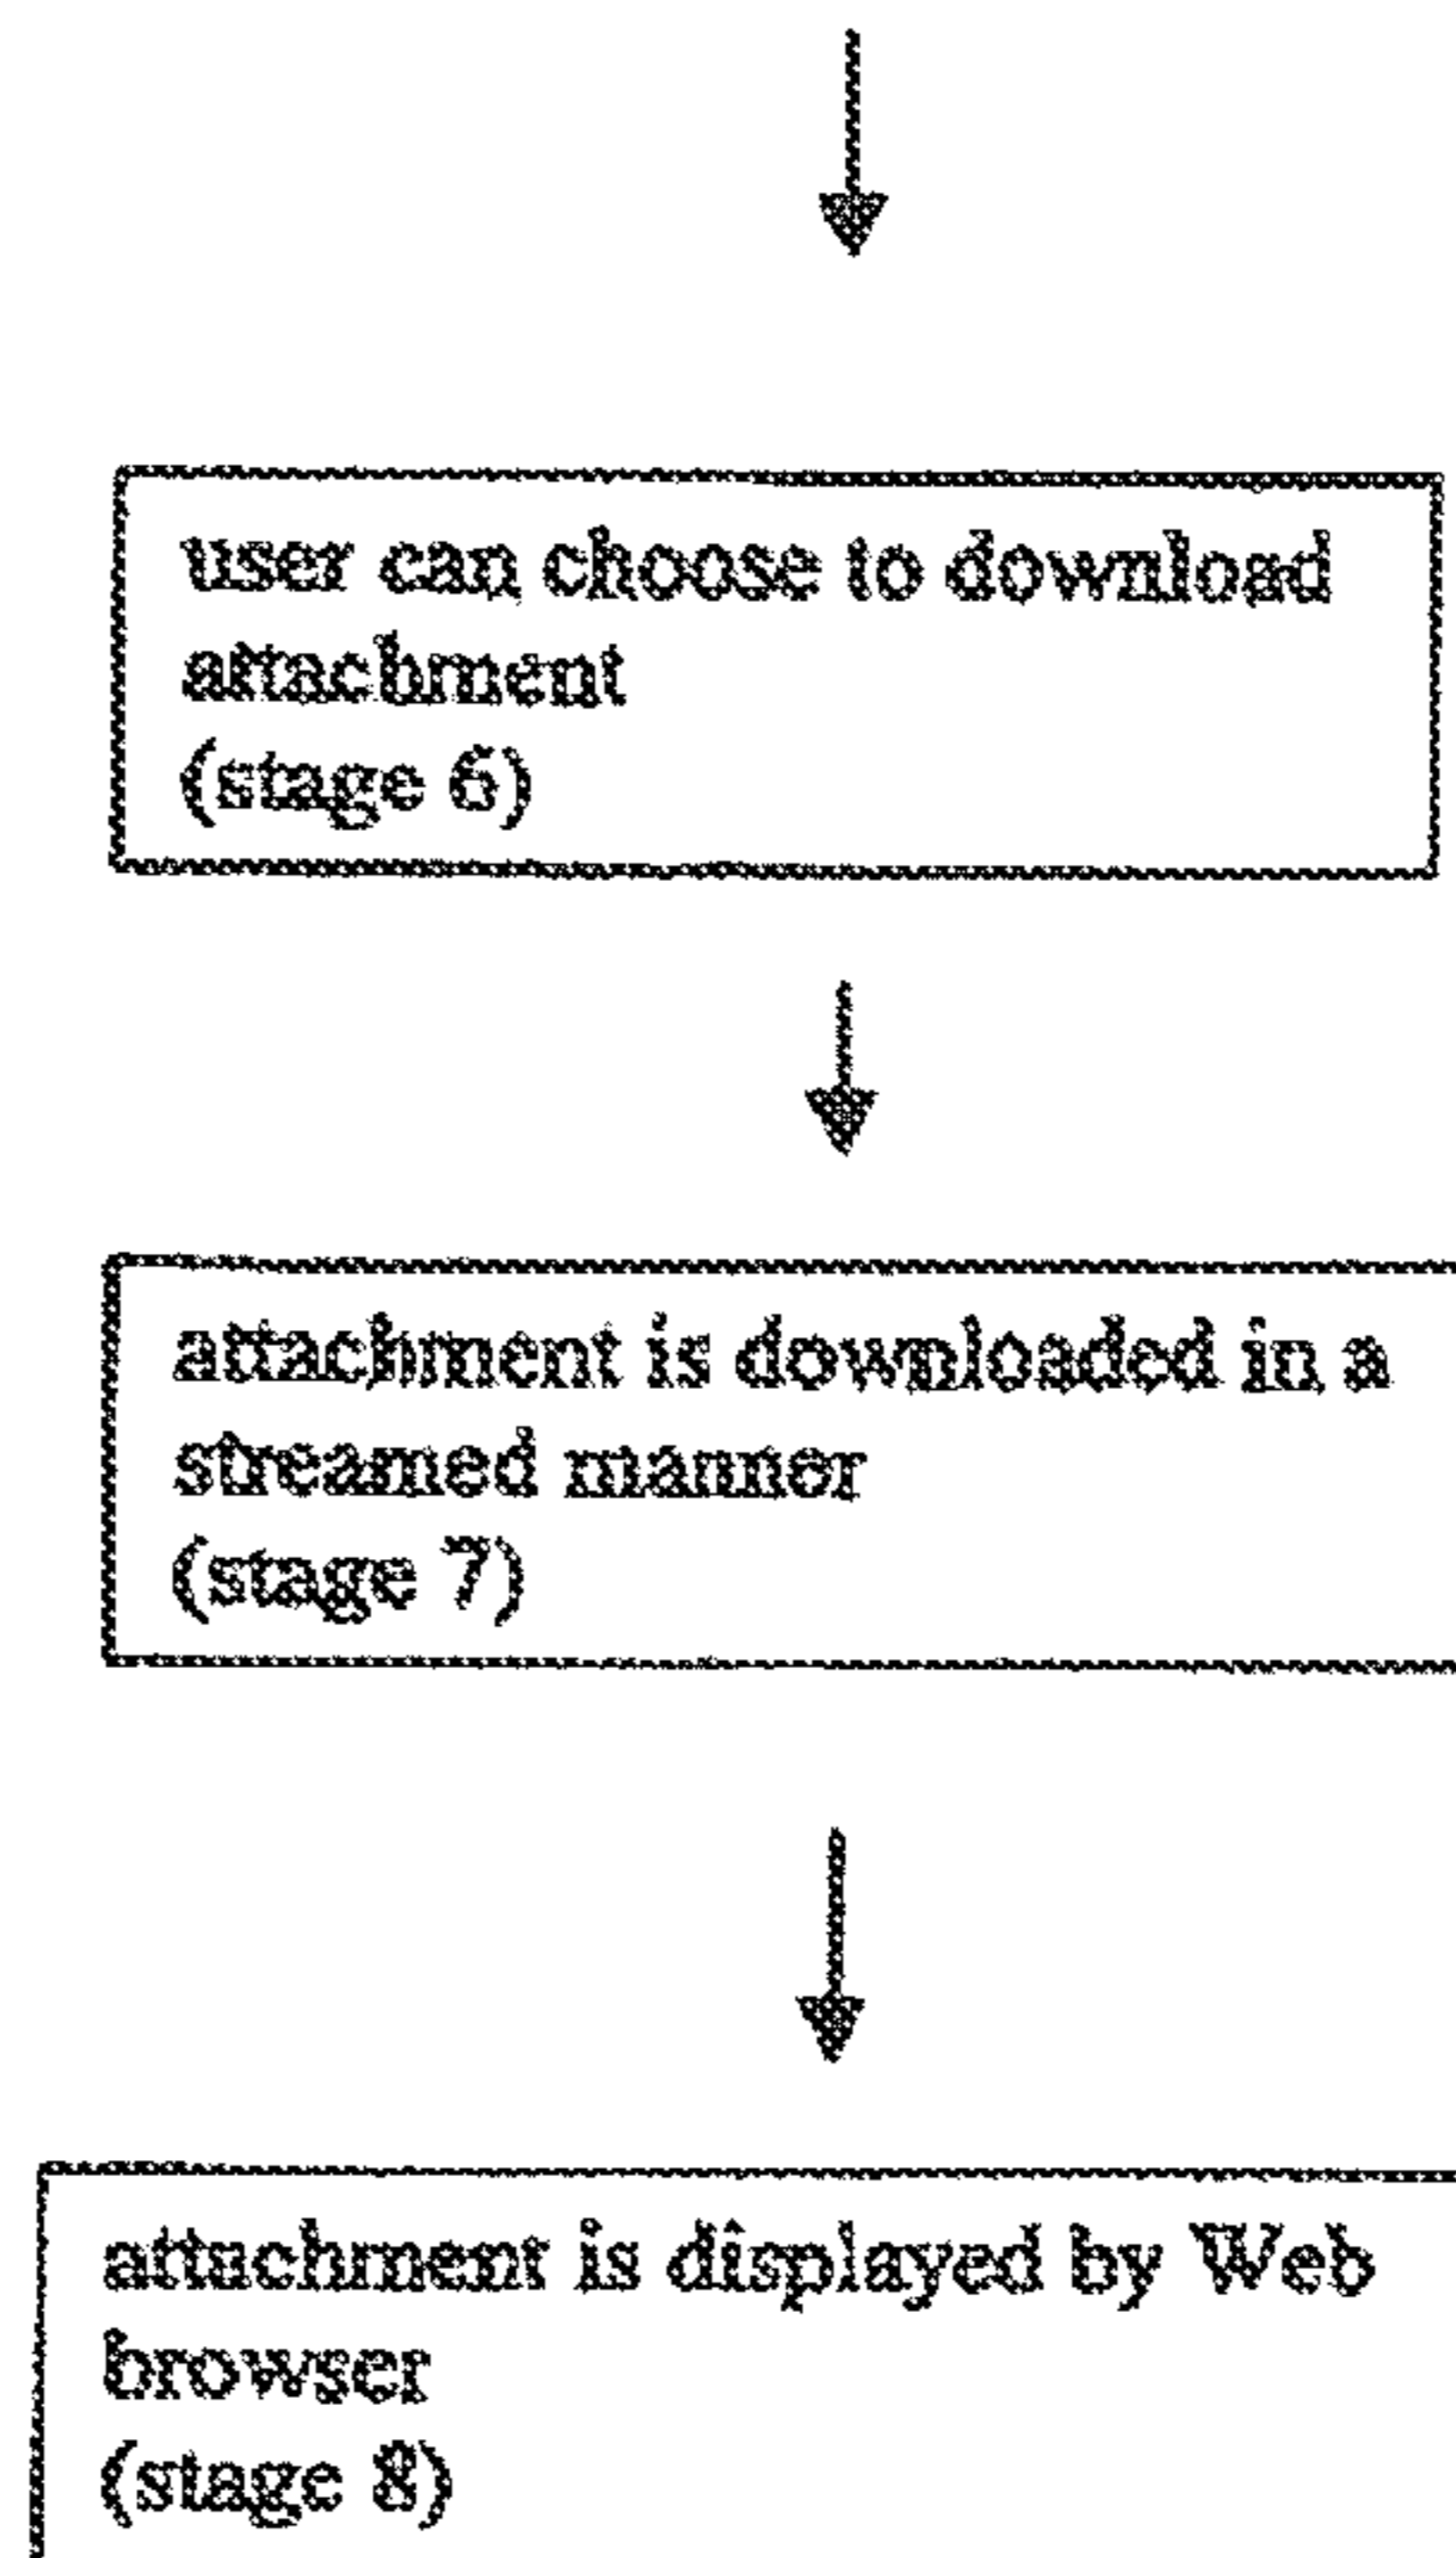 user can choose to download
attachment
(stage 6)
attachment is downloaded in a
streamed manner
(stage 7)
attachment is displayed by Web
browser
(stage 8)